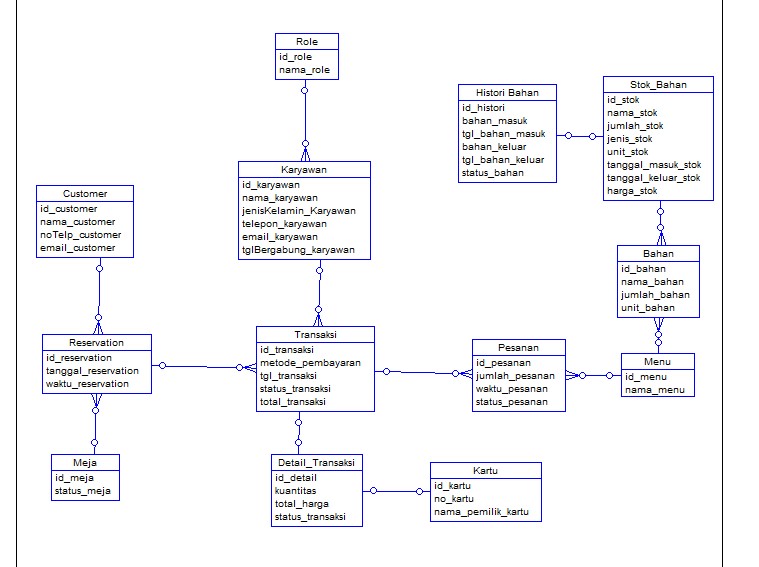 Role
id_role
nama_role
Histori Bahan
id_histori
bahan_masuk
tgl_bahan_masuk
bahan_keluar
tgl_bahan_keluar
status_bahan
Stok_Bahan
id_stok
nama_stok
jumlah_stok
jenis_stok
unit_stok
tanggal_masuk_stok
tanggal_keluar_stok
harga_stok
Karyawan
id_karyawan
nama_karyawan
jenisKelamin_Karyawan
telepon_karyawan
email_karyawan
tglBergabung_karyawan
Customer
id_customer
nama_customer
noTelp_customer
email_customer
Bahan
id_bahan
nama_bahan
jumlah_bahan
unit_bahan
Reservation
id_reservation
tanggal_reservation
waktu_reservation
Transaksi
id_transaksi
metode_pembayaran
tgl_transaksi
status_transaksi
total_transaksi
Pesanan
id_pesanan
jumlah_pesanan
waktu_pesanan
status_pesanan
Menu
id_menu
nama_menu
Meja
id_meja
status_meja
Detail_Transaksi
id_detail
kuantitas
total_harga
status_transaksi
Kartu
id_kartu
no_kartu
nama_pemilik_kartu